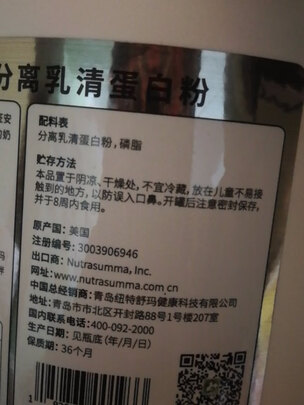 分离乳清蛋白粉
配料表
分离乳清蛋白粉，磷脂
贮存方法
本品置于阴凉、干燥处，不宜冷藏，放在儿童不易接
触到的地方，以防误入口鼻。开罐后注意密封保存，
并于8周内食用。
原产国：美国
注册编号：3003906946
出口商：Nutrasumma, Inc.
网址：www.nutrasumma.com.cn
中国总经销商：青岛纽特舒玛健康科技有限公司
青岛市市北区开封路88号1号楼207室
国内联系电话：400-092-2000
生产日期：见瓶底（年/月/日）
保质期：36个月